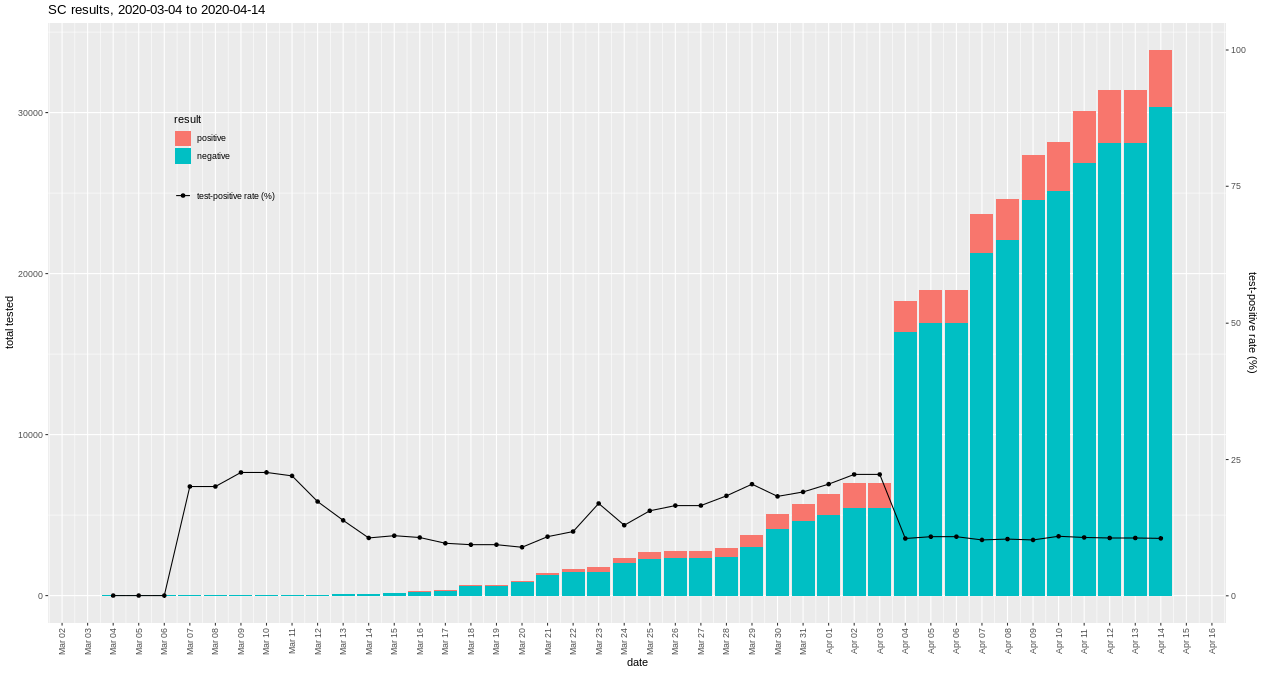 SC results, 2020-03-04 to 2020-04-14
total tested
30000
20000
10000
0
result
positive
negative
test-positive rate (%)
100
75
50
25
0
test-positive rate (%)
Mar 02
Mar 03
Mar 04
Mar 05
Mar 06
Mar 07
Mar 08
Mar 09
Mar 10
Mar 11
Mar 12
Mar 13
Mar 14
Mar 15
Mar 16
Mar 17
Mar 18
Mar 19
Mar 20
Mar 21
Mar 22
Mar 23
Mar 24
Mar 25
Mar 26
Mar 27
Mar 28
Mar 29
Mar 30
Mar 31
Apr 01
Apr 02
Apr 03
Apr 04
Apr 05
Apr 06
Apr 07
Apr 08
Apr 09
Apr 10
Apr 11
Apr 12
Apr 13
Apr 14
Apr 15
Apr 16
date